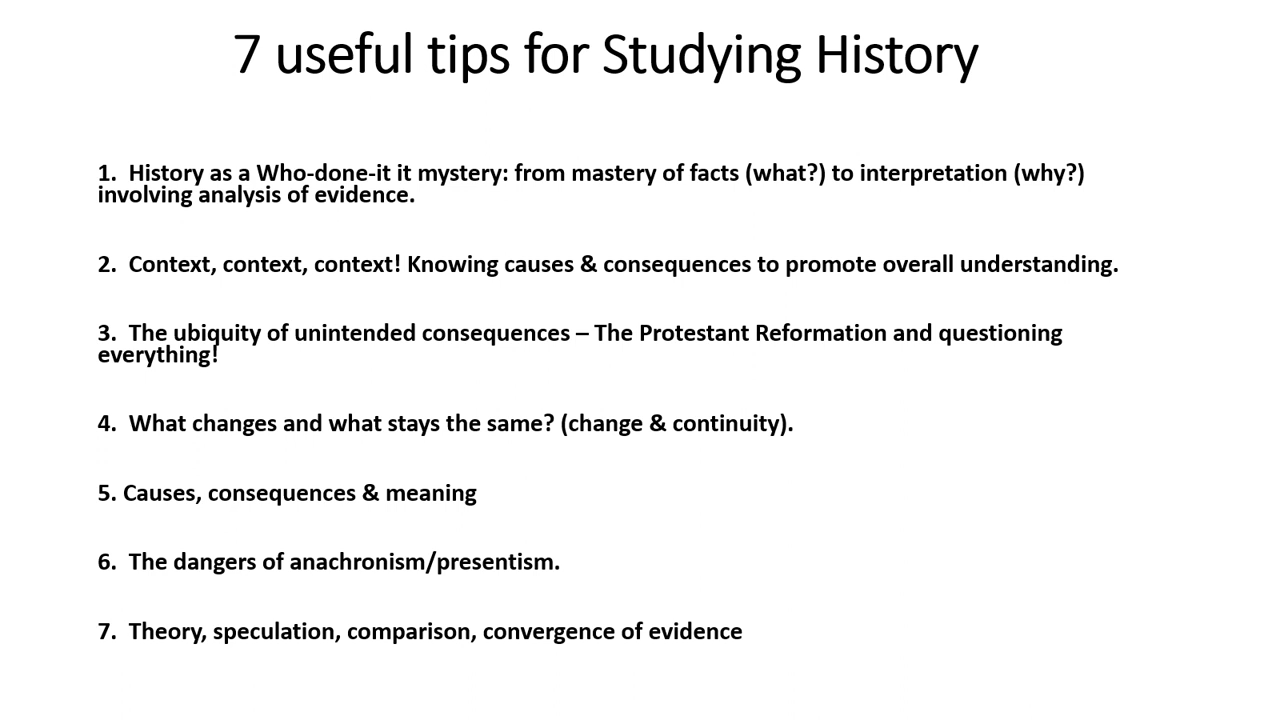 7 useful tips for Studying History
1. History as a Who-done-it it mystery: from mastery of facts (what?) to interpretation (why?)
involving analysis of evidence.
2. Context, context, context! Knowing causes & consequences to promote overall understanding.
3. The ubiquity of unintended consequences – The Protestant Reformation and questioning
everything!
4. What changes and what stays the same? (change & continuity).
5. Causes, consequences & meaning
6. The dangers of anachronism/presentism.
7. Theory, speculation, comparison, convergence of evidence